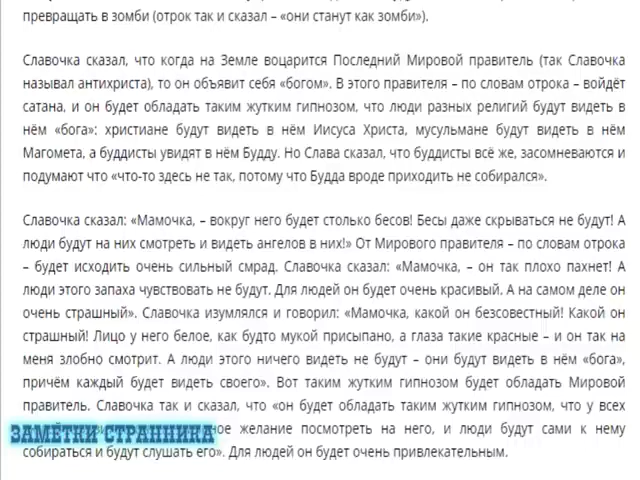 превращать в зомби (отрок так и сказал – «они станут как зомби»).
Славочка сказал, что когда на Земле воцарится Последний Мировой правитель (так Славочка
называл антихриста), то он объявит себя «богом». В этого правителя – по словам отрока – войдёт
сатана, и он будет обладать таким жутким гипнозом, что люди разных религий будут видеть в
нём «бога»: христиане будут видеть в нём Иисуса Христа, мусульмане будут видеть в нём
Магомета, а буддисты увидят в нём Будду. Но Слава сказал, что буддисты всё же, засомневаются и
подумают что «что-то здесь не так, потому что Будда вроде приходить не собирался».
Славочка сказал: «Мамочка, – вокруг него будет столько бесов! Бесы даже скрываться не будут! А
люди будут на них смотреть и видеть ангелов в них!» От Мирового правителя – по словам отрока
– будет исходить очень сильный смрад. Славочка сказал: «Мамочка, – он так плохо пахнет! А
люди этого запаха чувствовать не будут. Для людей он будет очень красивый. А на самом деле он
очень страшный». Славочка изумлялся и говорил: «Мамочка, какой он бессовестный! Какой он
страшный! Лицо у него белое, как будто мукой присыпано, а глаза такие красные – и он так на
меня злобно смотрит. А люди этого ничего видеть не будут – они будут видеть в нём «бога»,
причём каждый будет видеть своего». Вот таким жутким гипнозом будет обладать Мировой
правитель. Славочка так и сказал, что «он будет обладать таким жутким гипнозом, что у всех
желание посмотреть на него, и люди будут сами к нему
ЗАМЕТКИ СТРАННИКА
собираться и будут слушать его». Для людей он будет очень привлекательным.